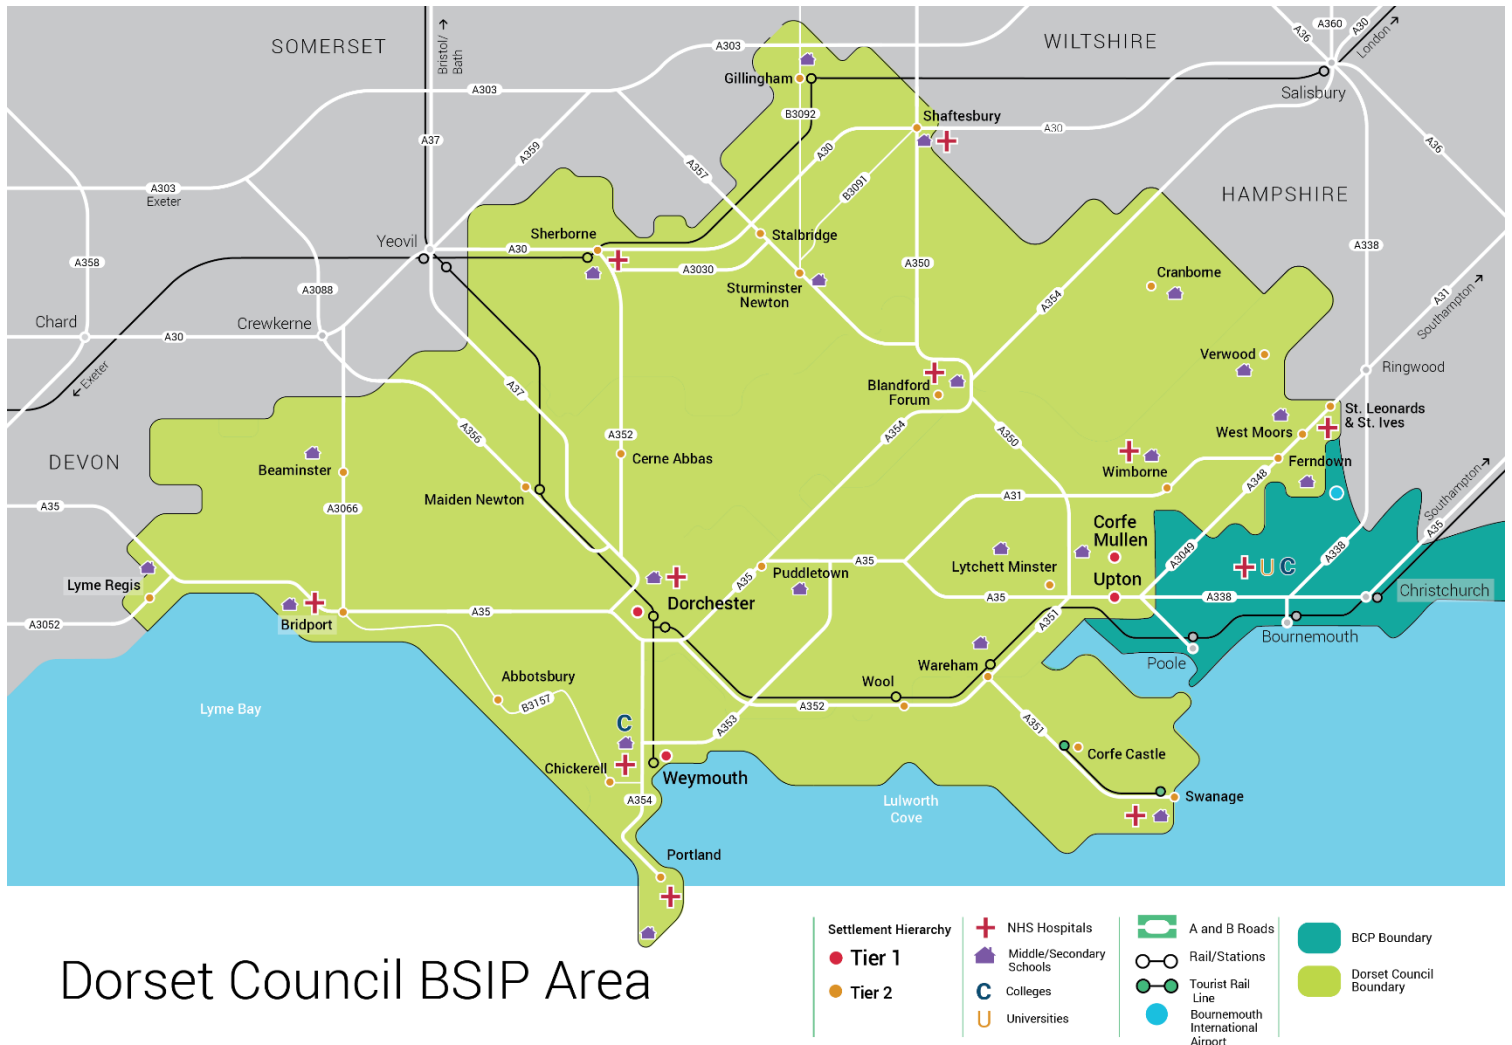 SOMERSET
Bristol/
Bath
WILTSHIRE
A303
A360
A36
A30
London
Gillingham
Salisbury
A303
B3092
Shaftesbury
A37
A30
A30
A359
A357
A36
B3091
HAMPSHIRE
A303
Exeter
Sherborne
Stalbridge
Yeovil
A30
A338
A358
A3030
A350
Cranborne
Sturminster
Newton
A3088
A354
A31
Southampton
Chard
Crewkerne
A30
Verwood
Ringwood
Exeter
A37
Blandford
Forum
St. Leonards
& St. Ives
A356
A352
A354
A350
West Moors
DEVON
Beaminster
Cerne Abbas
Wimborne
Ferndown
A348
Southampton
Maiden Newton
A31
A35
A3066
A35
Corfe
Mullen
A3049
A338
Lyme Regis
A35
Puddletown
A35
Lytchett Minster
Upton
Dorchester
A35
A338
Christchurch
A3052
Bridport
A35
A351
Bournemouth
Poole
Wareham
Abbotsbury
Wool
B3157
A352
Lyme Bay
A353
A351
C
U C
Corfe Castle
Chickerell
Weymouth
A354
Lulworth
Cove
Swanage
Portland
Dorset Council BSIP Area
Settlement Hierarchy
Tier 1
Tier 2
NHS Hospitals
Middle/Secondary
Schools
C Colleges
U Universities
A and B Roads
Rail/Stations
Tourist Rail
Line
Bournemouth
International
Airport
BCP Boundary
Dorset Council
Boundary